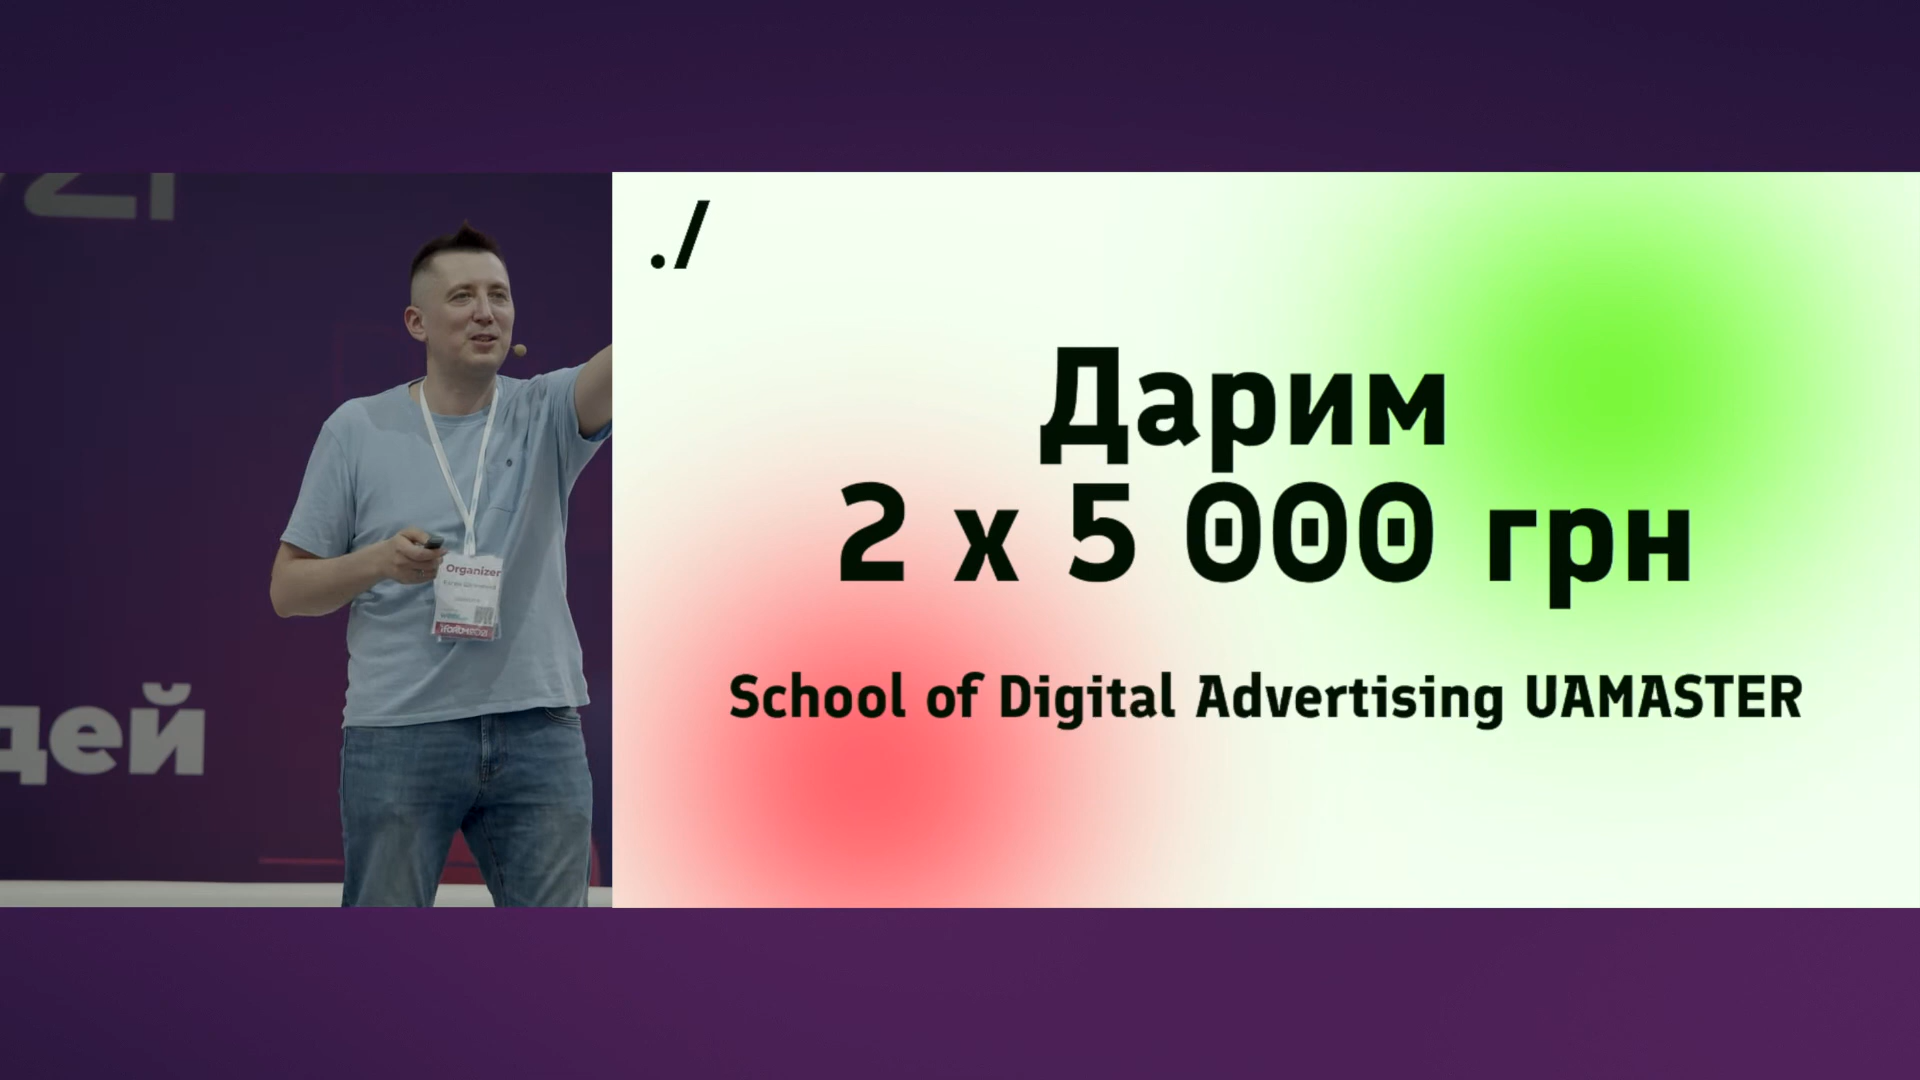 дей
Organizer
./
Дарим
2 x 5 000 грн
School of Digital Advertising UAMASTER